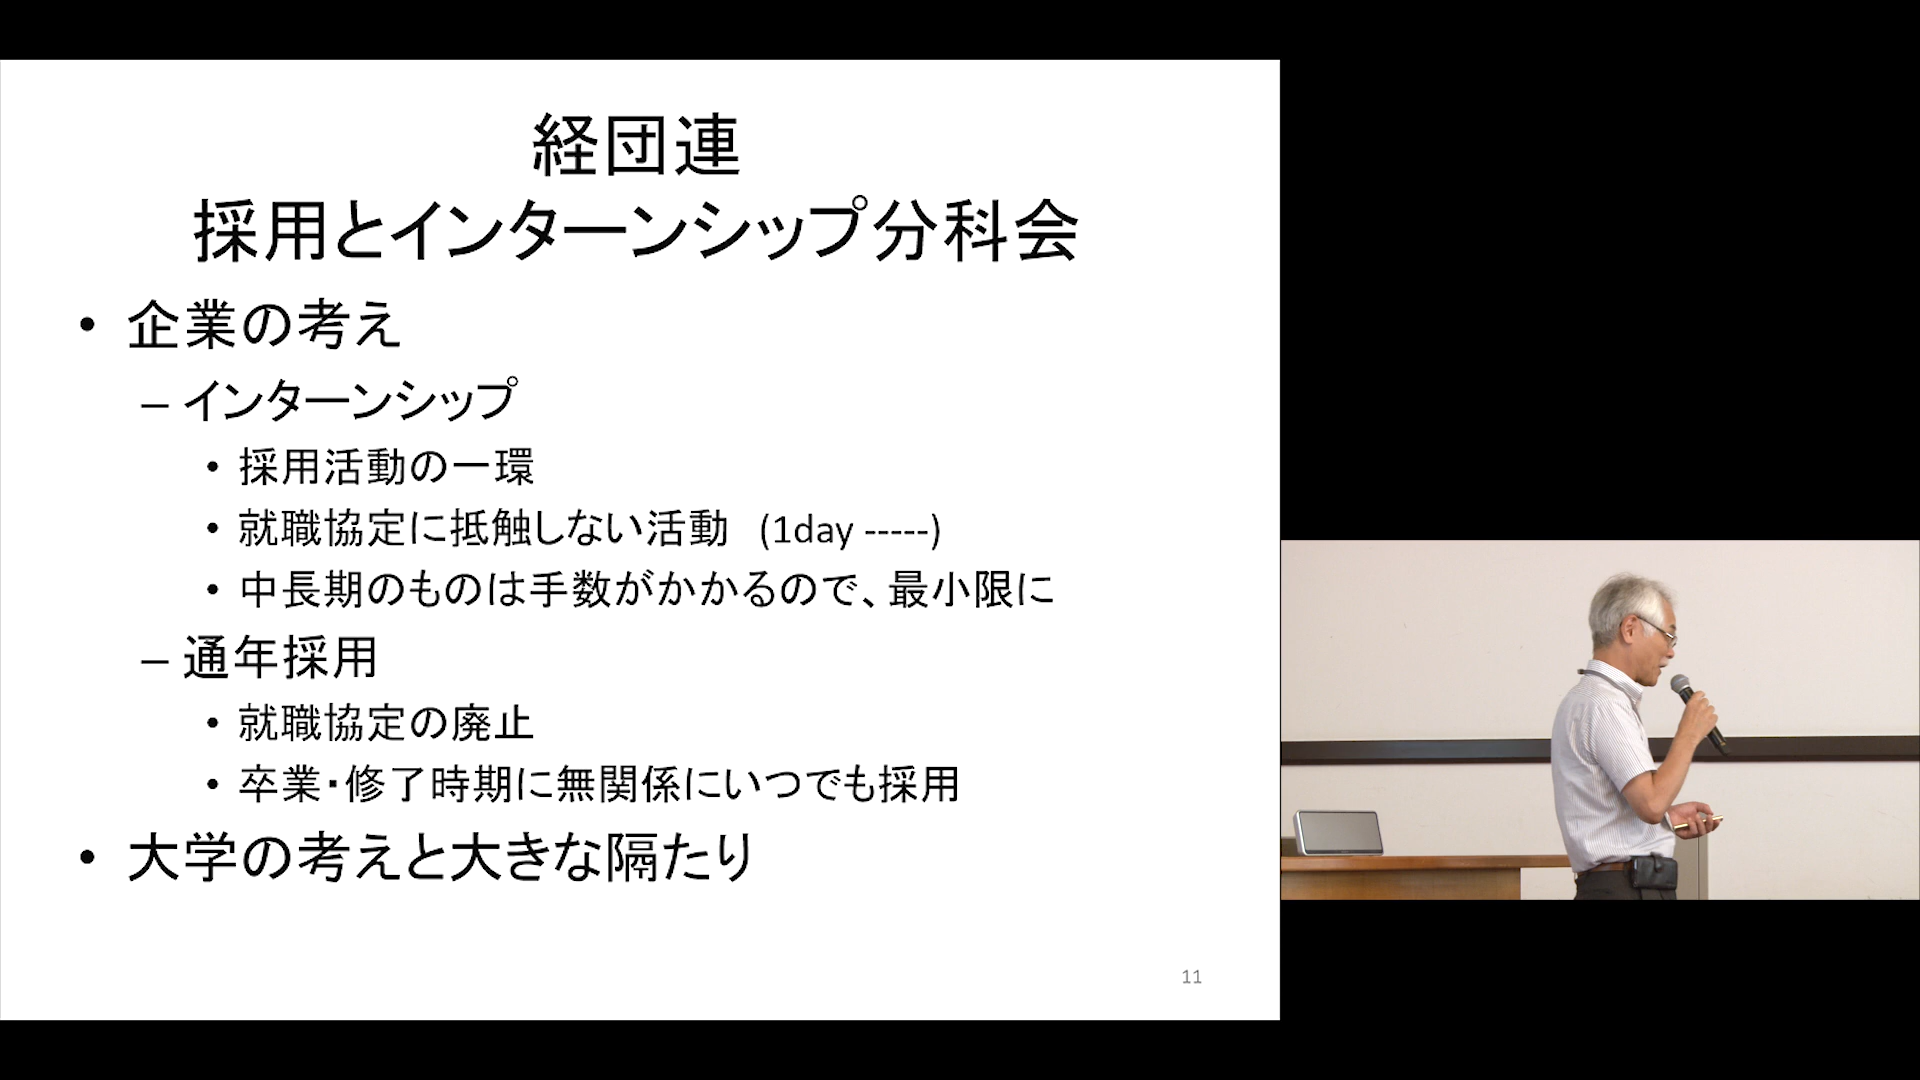 経団連
採用とインターンシップ分科会
• 企業の考え
– インターンシップ
• 採用活動の一環
• 就職協定に抵触しない活動 (1day -----)
• 中長期のものは手数がかかるので、最小限に
– 通年採用
• 就職協定の廃止
• 卒業・修了時期に無関係にいつでも採用
• 大学の考えと大きな隔たり
11